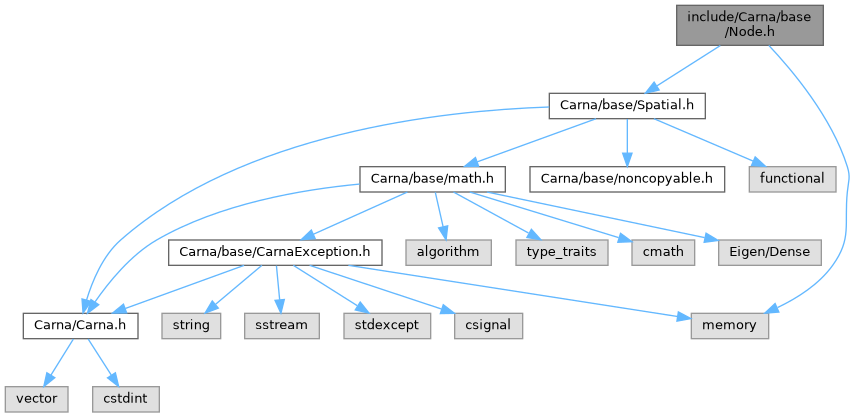 include/Carna/base
/Node.h
Carna/base/Spatial.h
Carna/base/math.h
Carna/base/noncopyable.h
functional
Carna/base/CarnaException.h
algorithm
type_traits
cmath
Eigen/Dense
Carna/Carna.h
string
sstream
stdexcept
csignal
memory
vector
cstdint